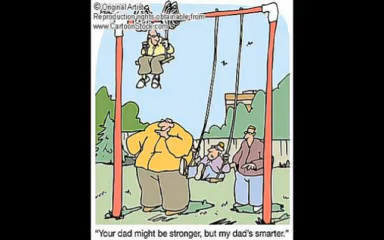 © Original Artist
Reproduction rights obtainable from
www.CartoonStock.com
"Your dad might be stronger, but my dad's smarter."